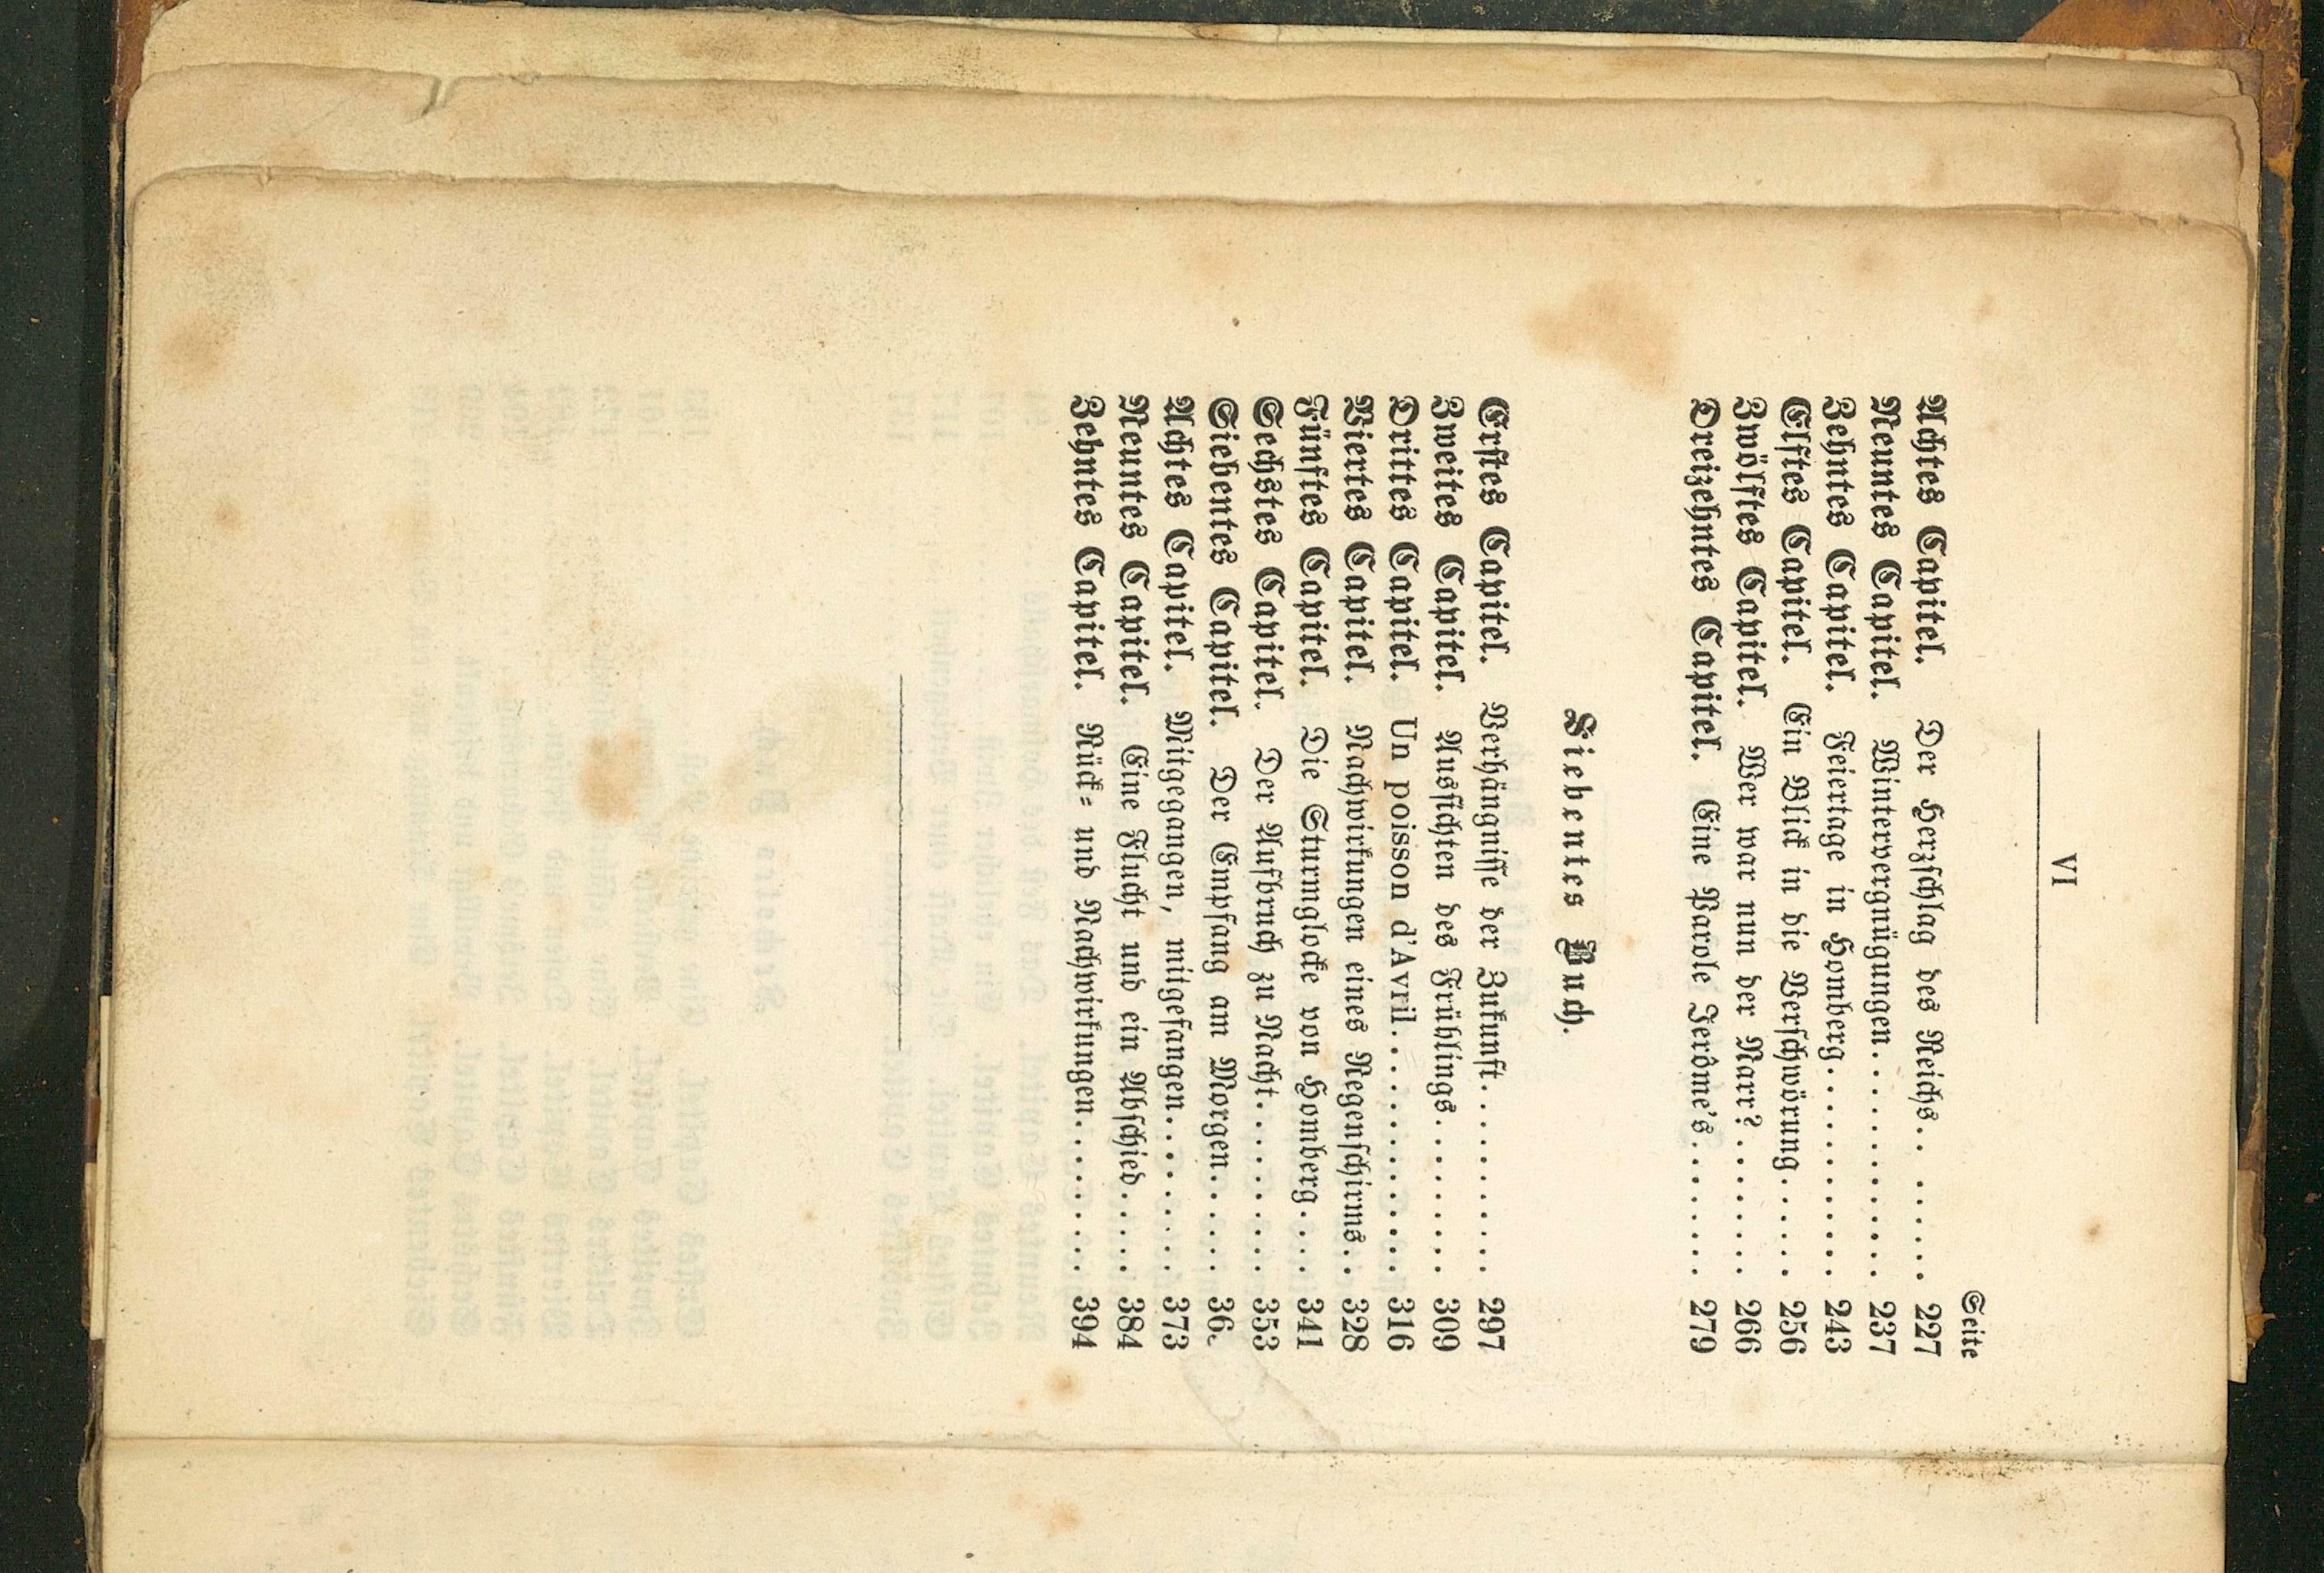 VI
Seite
Achtes Capitel. Der Herzschlag des Reichs.. ...... 227
Neuntes Capitel. Wintervergnügungen............ 237
Zehntes Capitel. Feiertage in Homberg............ 243
Elftes Capitel. Ein Blick in die Verschwörung...... 256
Zwölftes Capitel. Wer war nun der Narr?......... 266
Dreizehntes Capitel. Eine Parole Jerôme's......... 279
Siebentes Buch.
Erstes Capitel. Verhängnisse der Zukunft........... 297
Zweites Capitel. Aussichten des Frühlings......... 309
Drittes Capitel. Un poisson d'Avril.............. 316
Viertes Capitel. Nachwirkungen eines Regenschirms.. 328
Fünftes Capitel. Die Sturmglocke von Homberg.... 341
Sechstes Capitel. Der Aufbruch zu Nacht.......... 353
Siebentes Capitel. Der Empfang am Morgen...... 36
Achtes Capitel. Mitgegangen, mitgefangen......... 373
Neuntes Capitel. Eine Flucht und ein Abschied..... 384
Zehntes Capitel. Rück- und Nachwirkungen......... 394